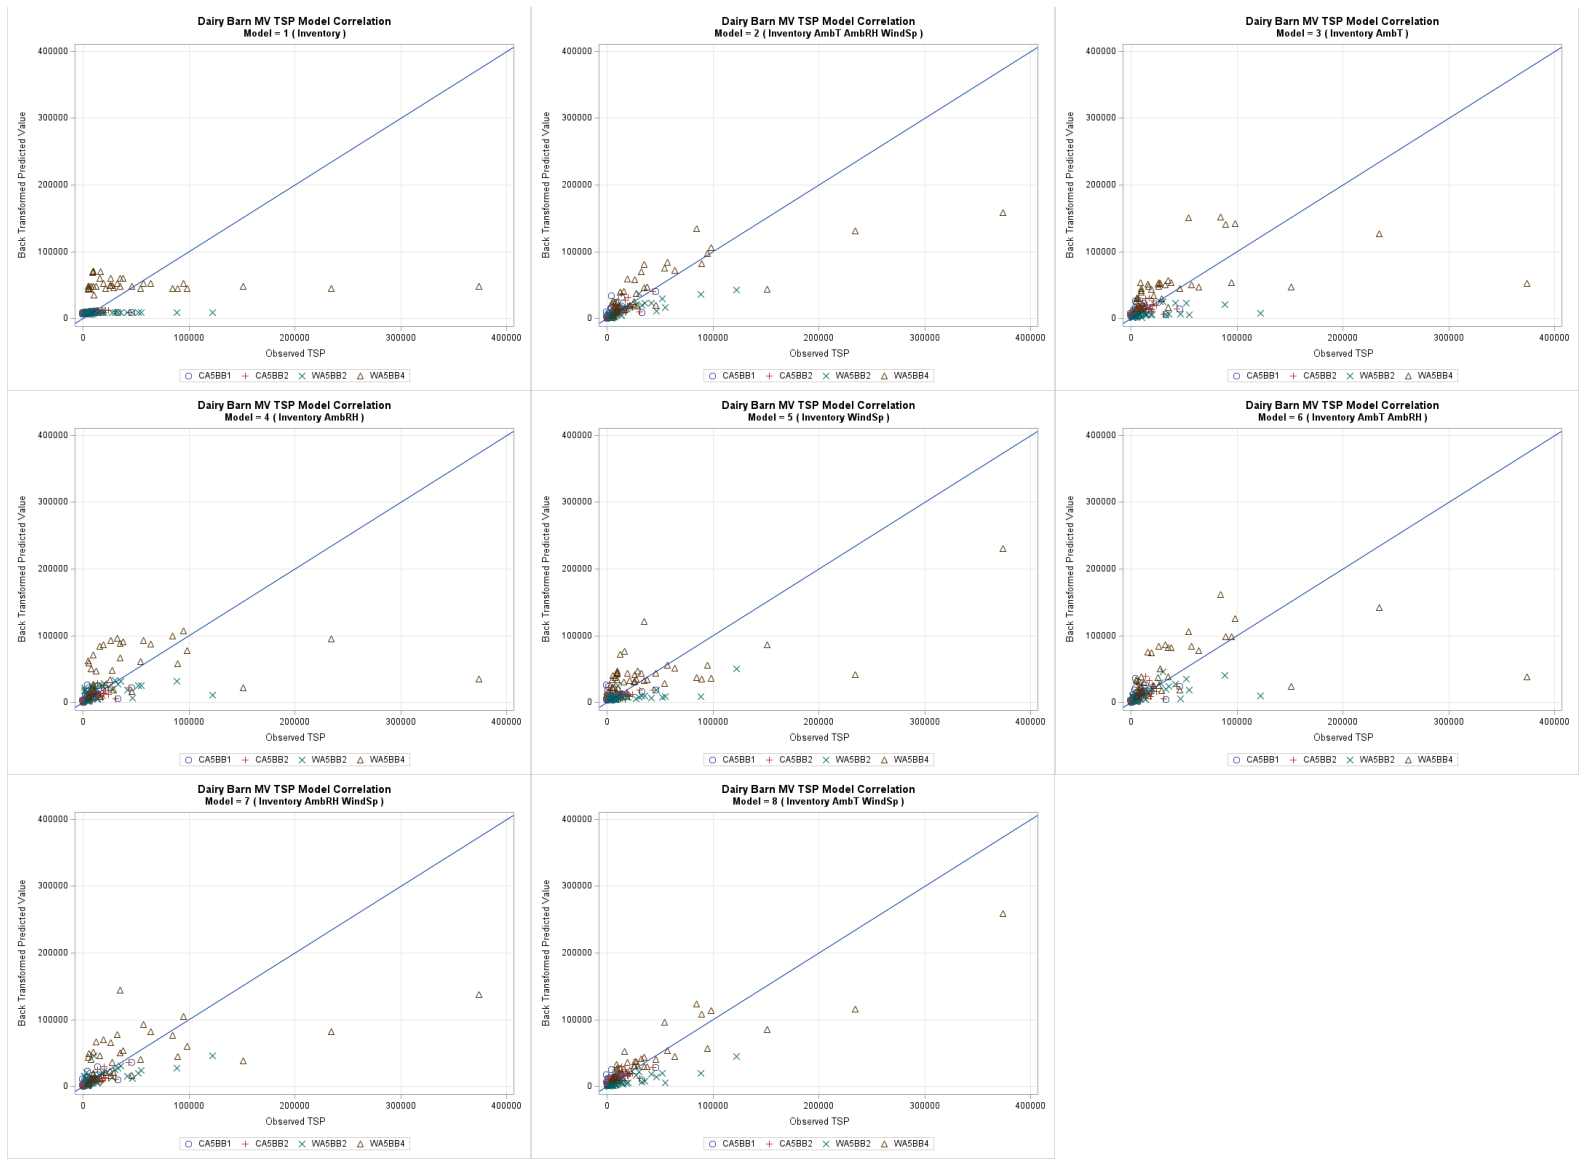 Dairy Barn MV TSP Model Correlation
Model = 1 ( Inventory )
400000
300000
200000
100000
0
Back Transformed Predicted Value
0 100000 200000 300000 400000
Observed TSP
CA5BB1 CA5BB2 WA5BB2 WA5BB4
Dairy Barn MV TSP Model Correlation
Model = 2 ( Inventory AmbT AmbRH WindSp )
400000
300000
200000
100000
0
Back Transformed Predicted Value
0 100000 200000 300000 400000
Observed TSP
CA5BB1 CA5BB2 WA5BB2 WA5BB4
Dairy Barn MV TSP Model Correlation
Model = 3 ( Inventory AmbT )
400000
300000
200000
100000
0
Back Transformed Predicted Value
0 100000 200000 300000 400000
Observed TSP
CA5BB1 CA5BB2 WA5BB2 WA5BB4
Dairy Barn MV TSP Model Correlation
Model = 4 ( Inventory AmbRH )
400000
300000
200000
100000
0
Back Transformed Predicted Value
0 100000 200000 300000 400000
Observed TSP
CA5BB1 CA5BB2 WA5BB2 WA5BB4
Dairy Barn MV TSP Model Correlation
Model = 5 ( Inventory WindSp )
400000
300000
200000
100000
0
Back Transformed Predicted Value
0 100000 200000 300000 400000
Observed TSP
CA5BB1 CA5BB2 WA5BB2 WA5BB4
Dairy Barn MV TSP Model Correlation
Model = 6 ( Inventory AmbT AmbRH )
400000
300000
200000
100000
0
Back Transformed Predicted Value
0 100000 200000 300000 400000
Observed TSP
CA5BB1 CA5BB2 WA5BB2 WA5BB4
Dairy Barn MV TSP Model Correlation
Model = 7 ( Inventory AmbRH WindSp )
400000
300000
200000
100000
0
Back Transformed Predicted Value
0 100000 200000 300000 400000
Observed TSP
CA5BB1 CA5BB2 WA5BB2 WA5BB4
Dairy Barn MV TSP Model Correlation
Model = 8 ( Inventory AmbT WindSp )
400000
300000
200000
100000
0
Back Transformed Predicted Value
0 100000 200000 300000 400000
Observed TSP
CA5BB1 CA5BB2 WA5BB2 WA5BB4